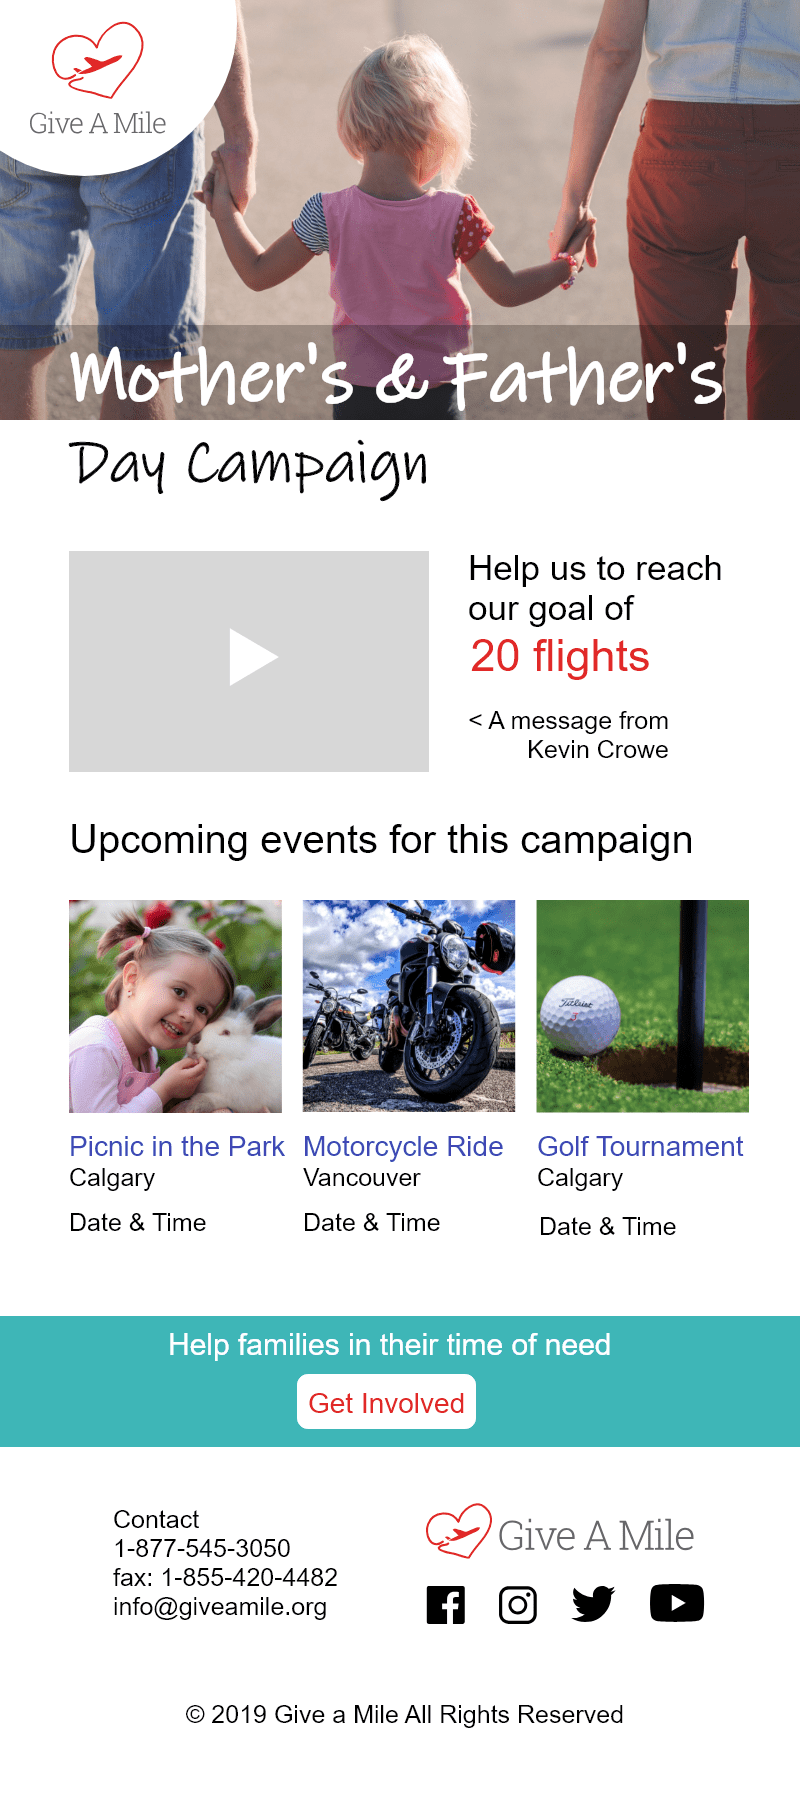 Give A Mile
Mother's & Father's
Day Campaign
Help us to reach
our goal of
20 flights
< A message from
Kevin Crowe
Upcoming events for this campaign
Titleist
3
Picnic in the Park
Calgary
Date & Time
Motorcycle Ride
Vancouver
Date & Time
Golf Tournament
Calgary
Date & Time
Help families in their time of need
Get Involved
Contact
1-877-545-3050
fax: 1-855-420-4482
info@giveamile.org
Give A Mile
© 2019 Give a Mile All Rights Reserved